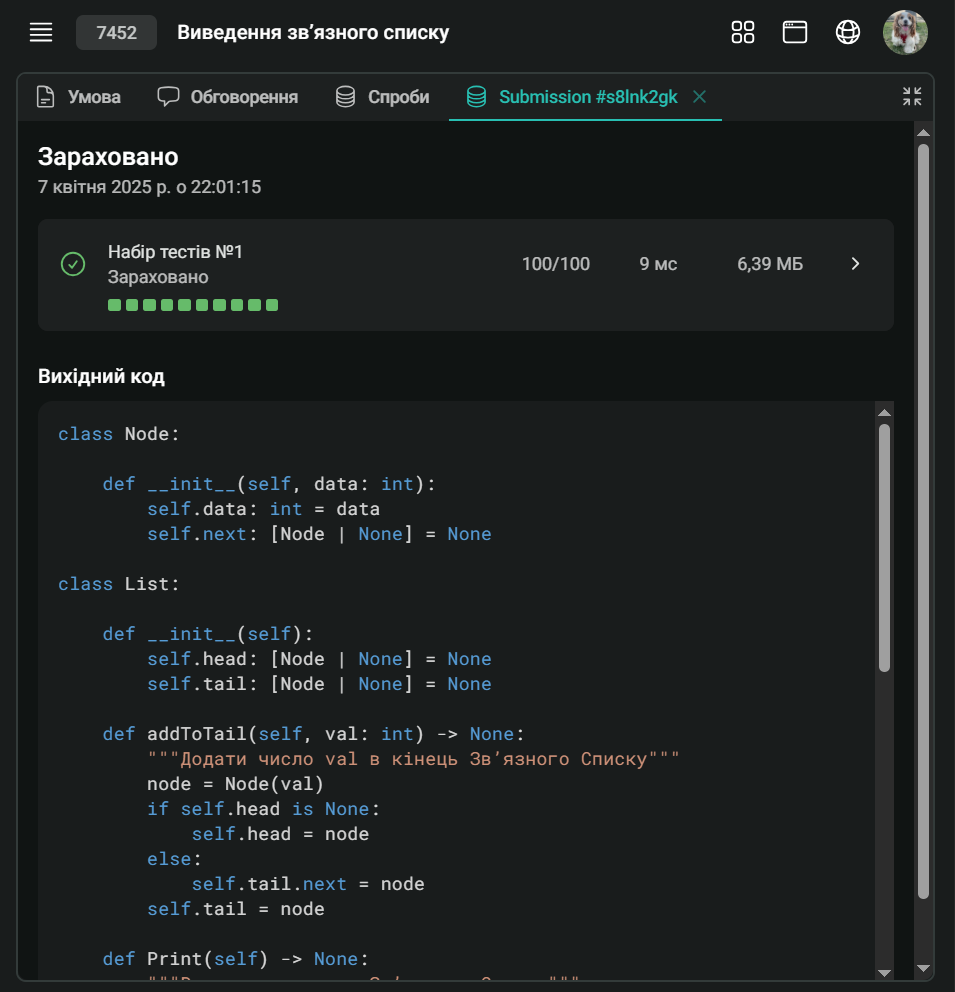 7452 Виведення зв’язного списку
Умова Обговорення Спроби Submission #s8lnk2gk
Зараховано
7 квітня 2025 р. о 22:01:15
Набір тестів №1
Зараховано
100/100 9 мс 6,39 МБ
Вихідний код
class Node:
    def __init__(self, data: int):
        self.data: int = data
        self.next: [Node | None] = None
class List:
    def __init__(self):
        self.head: [Node | None] = None
        self.tail: [Node | None] = None
    def addToTail(self, val: int) -> None:
        """Додати число val в кінець Зв’язного Списку"""
        node = Node(val)
        if self.head is None:
            self.head = node
        else:
            self.tail.next = node
        self.tail = node
    def Print(self) -> None: